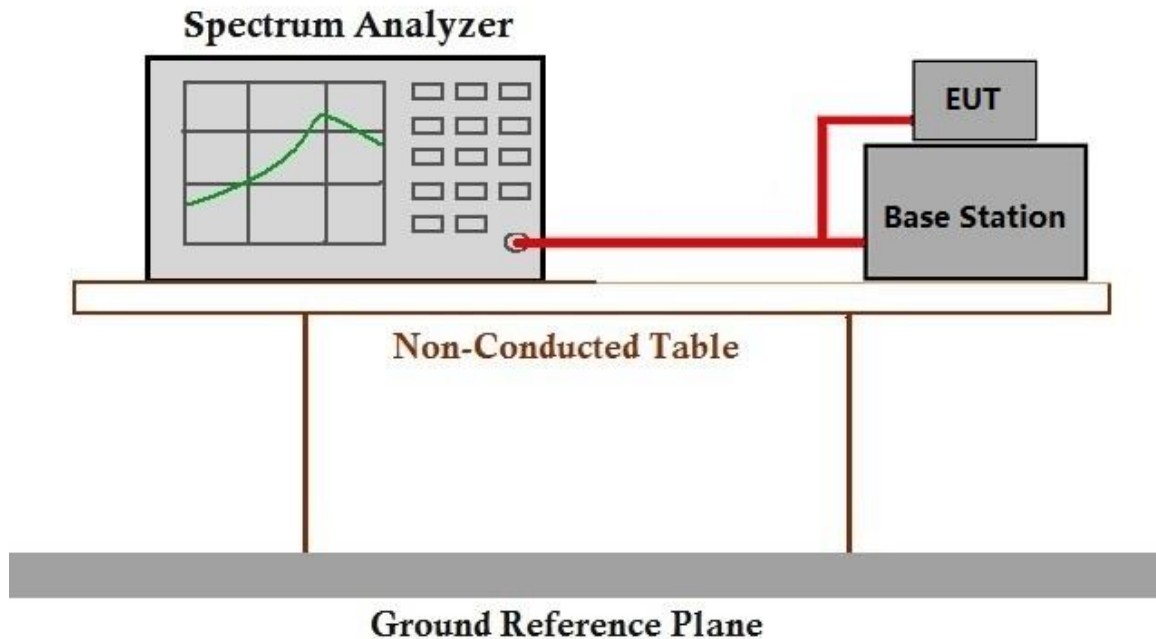 Spectrum Analyzer
EUT
Base Station
Non-Conducted Table
Ground Reference Plane